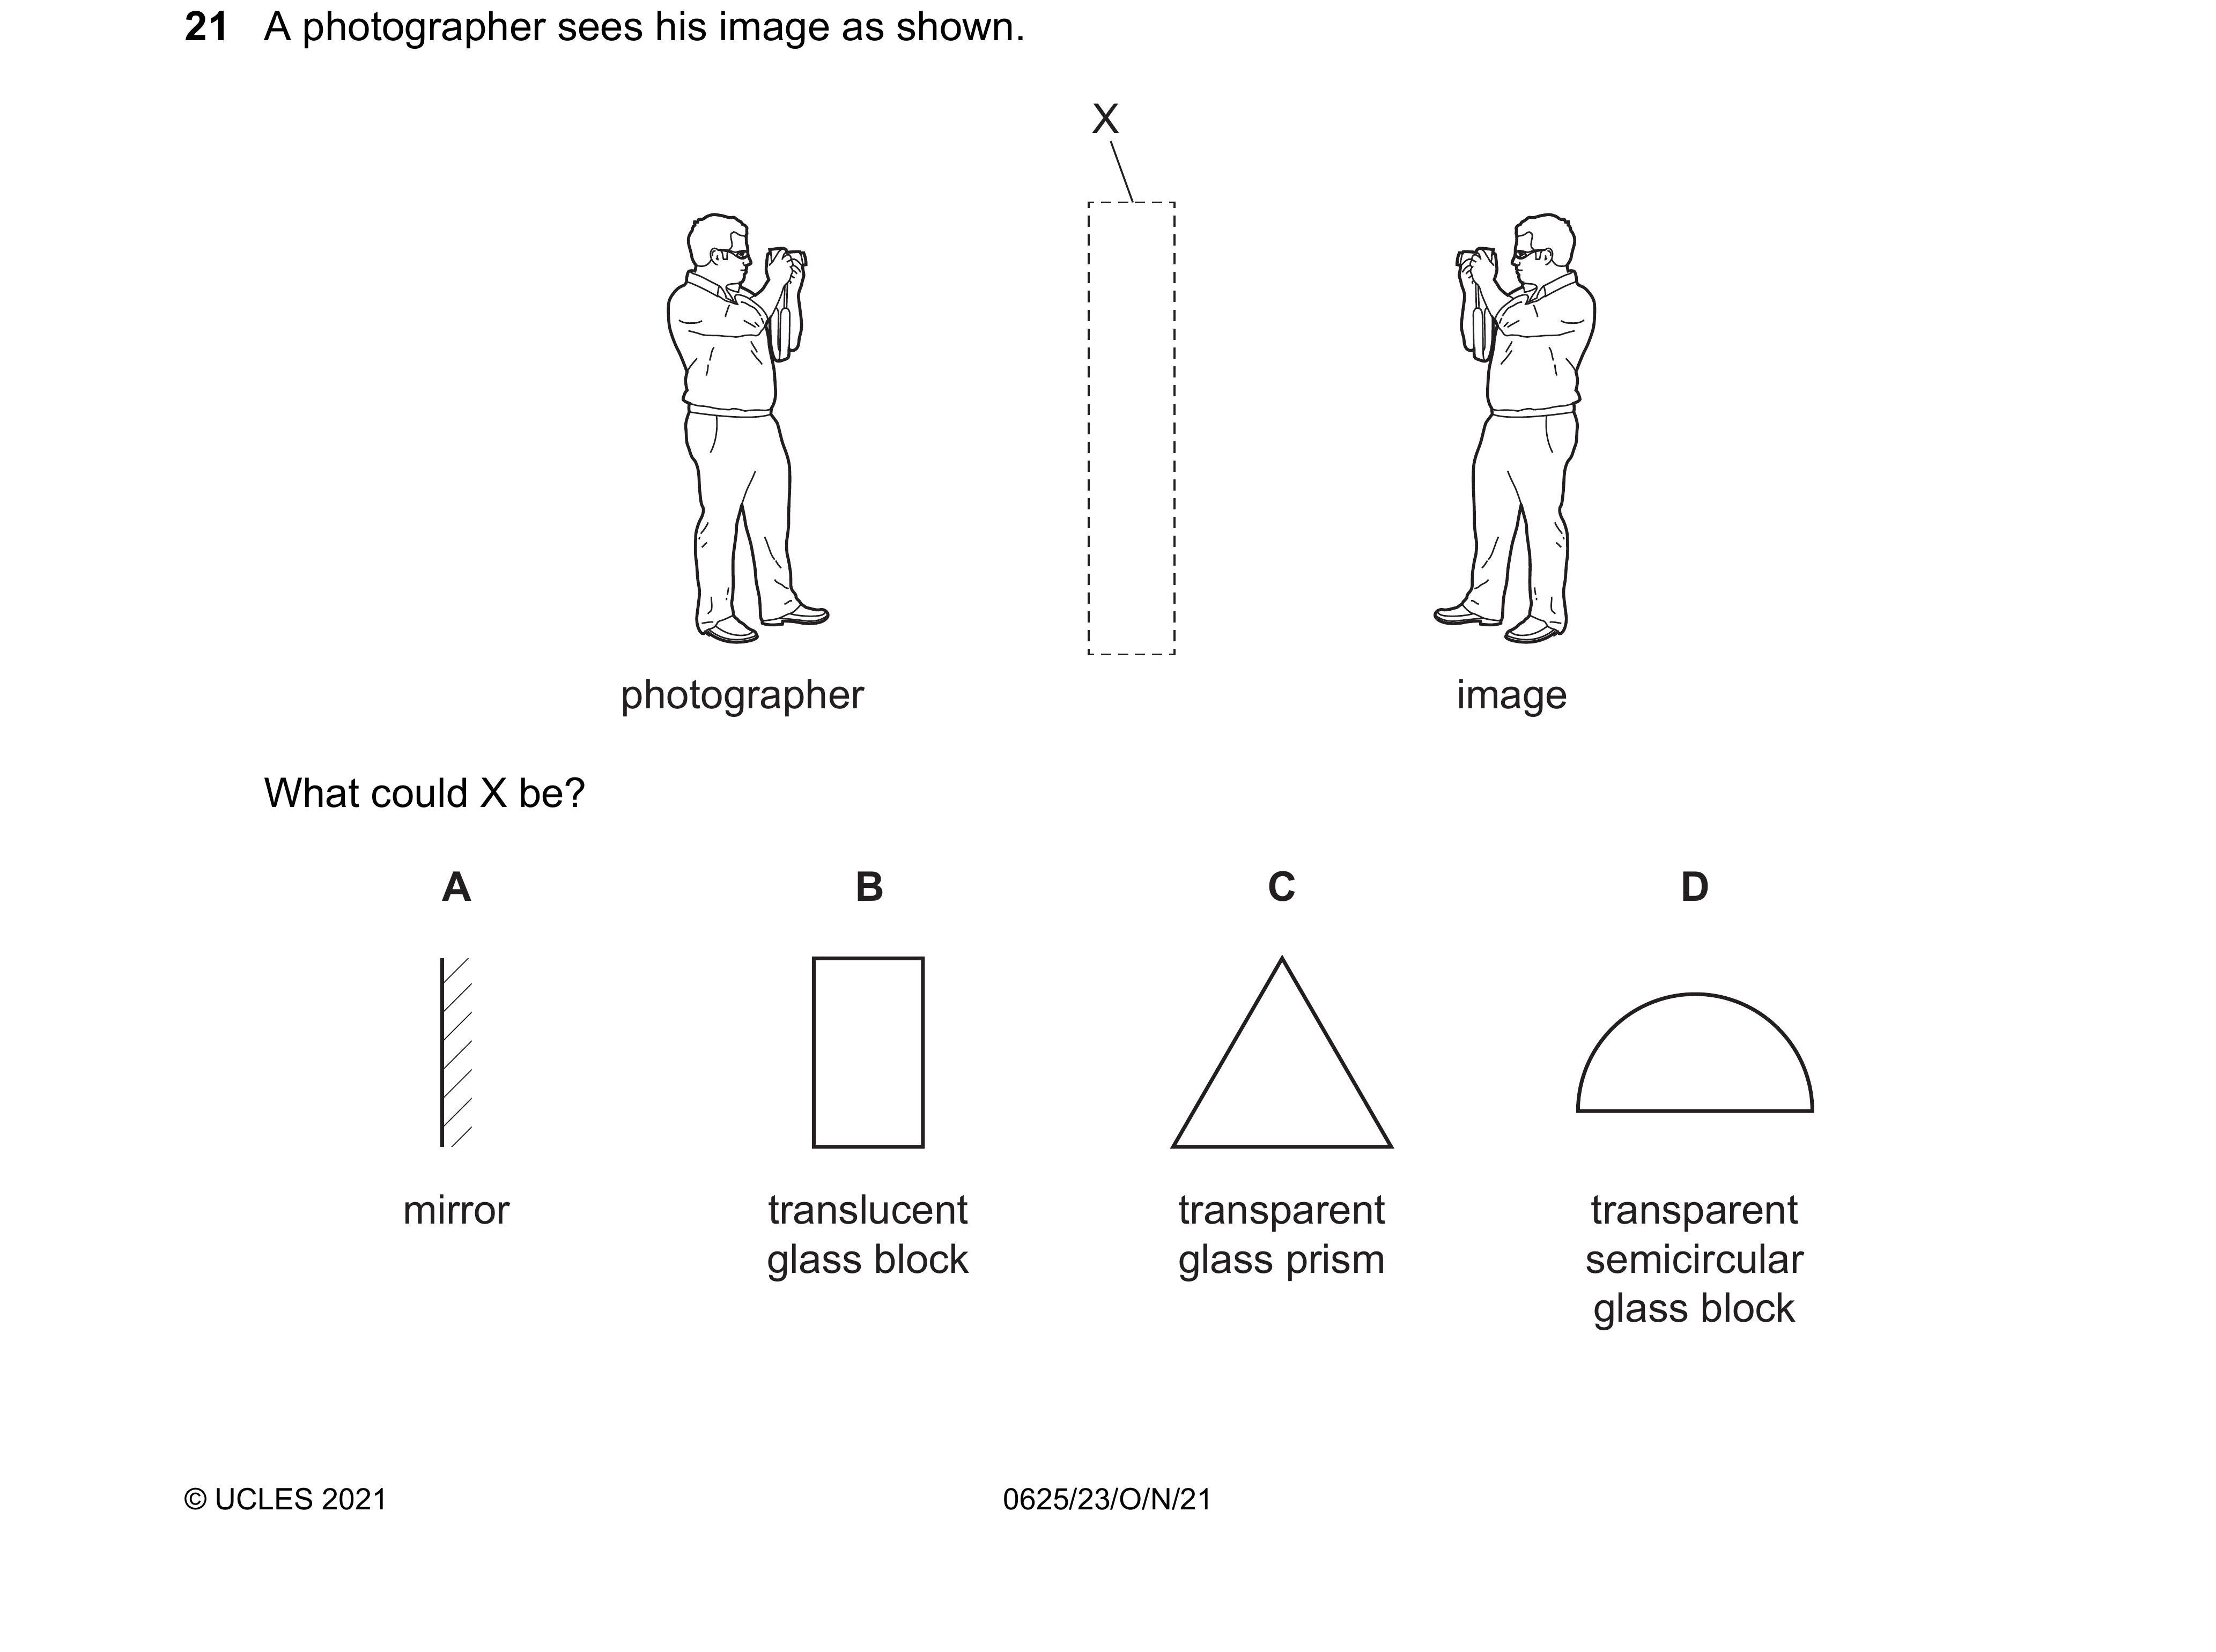 21 A photographer sees his image as shown.
X
photographer image
What could X be?
A B C D
mirror translucent transparent transparent
glass block glass prism semicircular
glass block
© UCLES 2021 0625/23/O/N/21